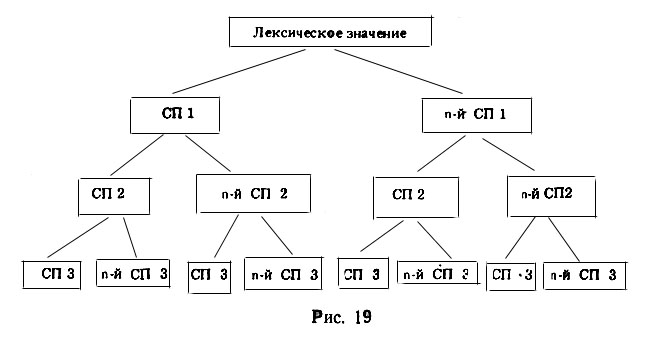 Лексическое значение
СП 1 n-й СП 1
СП 2 n-й СП 2 СП 2 n-й СП2
СП 3 n-й СП 3 СП 3 n-й СП 3 СП 3 n-й СП 3 СП 3 n-й СП 3
Рис. 19